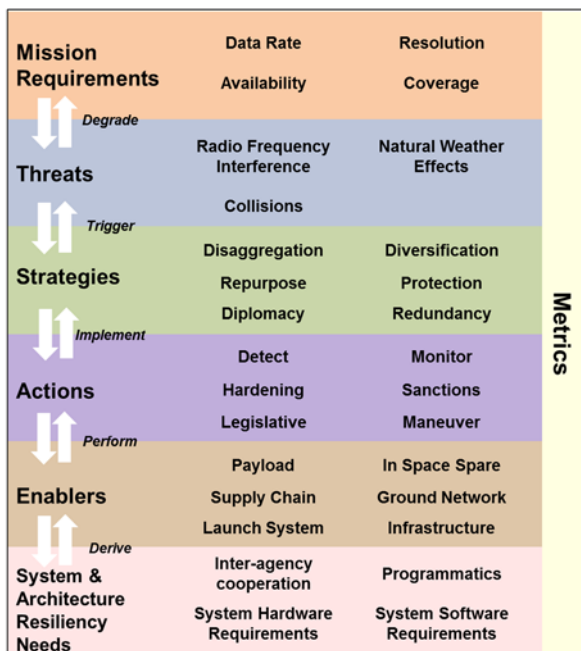 Mission
Requirements
Data Rate
Resolution
Availability
Coverage
Degrade
Threats
Radio Frequency
Interference
Natural Weather
Effects
Collisions
Trigger
Strategies
Disaggregation
Diversification
Repurpose
Protection
Diplomacy
Redundancy
Implement
Actions
Detect
Monitor
Hardening
Sanctions
Legislative
Maneuver
Perform
Enablers
Payload
In Space Spare
Supply Chain
Ground Network
Launch System
Infrastructure
Derive
System &
Architecture
Resiliency
Needs
Inter-agency
cooperation
Programmatics
System Hardware
Requirements
System Software
Requirements
Metrics